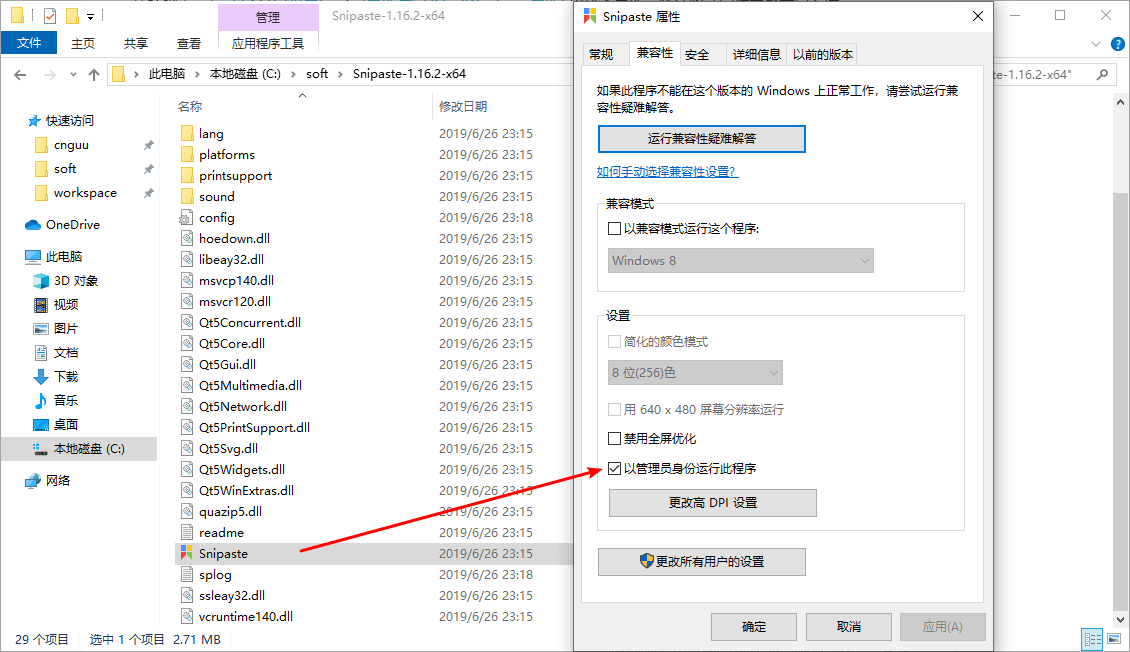 管理
Snipaste-1.16.2-x64
文件
主页
共享
查看
应用程序工具
此电脑
本地磁盘 (C:)
soft
Snipaste-1.16.2-x64
te-1.16.2-x64"
快速访问
cnguu
soft
workspace
OneDrive
此电脑
3D 对象
视频
图片
文档
下载
音乐
桌面
本地磁盘 (C:)
网络
名称
修改日期
lang 2019/6/26 23:15
platforms 2019/6/26 23:15
printsupport 2019/6/26 23:15
sound 2019/6/26 23:15
config 2019/6/26 23:18
hoedown.dll 2019/6/26 23:15
libeay32.dll 2019/6/26 23:15
msvcp140.dll 2019/6/26 23:15
msvcr120.dll 2019/6/26 23:15
Qt5Concurrent.dll 2019/6/26 23:15
Qt5Core.dll 2019/6/26 23:15
Qt5Gui.dll 2019/6/26 23:15
Qt5Multimedia.dll 2019/6/26 23:15
Qt5Network.dll 2019/6/26 23:15
Qt5PrintSupport.dll 2019/6/26 23:15
Qt5Svg.dll 2019/6/26 23:15
Qt5Widgets.dll 2019/6/26 23:15
Qt5WinExtras.dll 2019/6/26 23:15
quazip5.dll 2019/6/26 23:15
readme 2019/6/26 23:15
Snipaste 2019/6/26 23:15
splog 2019/6/26 23:18
ssleay32.dll 2019/6/26 23:15
vcruntime140.dll 2019/6/26 23:15
29 个项目
选中 1 个项目 2.71 MB
Snipaste 属性
常规
兼容性
安全
详细信息
以前的版本
如果此程序不能在这个版本的 Windows 上正常工作，请尝试运行兼
容性疑难解答。
运行兼容性疑难解答
如何手动选择兼容性设置?
兼容模式
以兼容模式运行这个程序:
Windows 8
设置
简化的颜色模式
8 位(256)色
用 640 x 480 屏幕分辨率运行
禁用全屏优化
以管理员身份运行此程序
更改高 DPI 设置
更改所有用户的设置
确定
取消
应用(A)